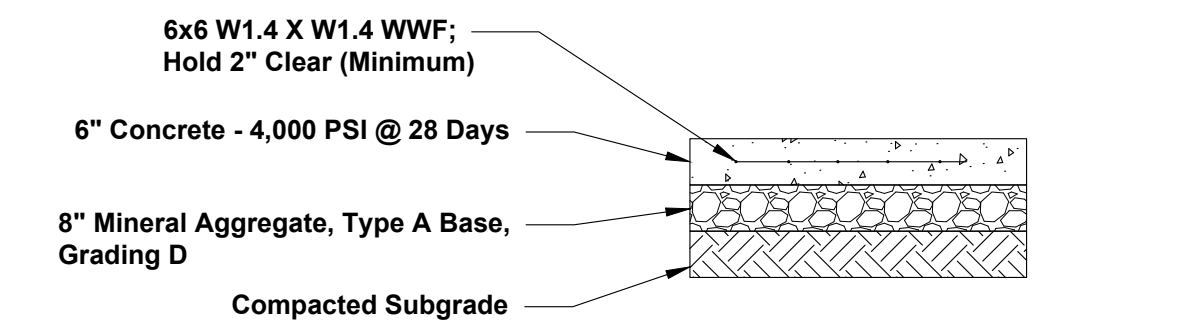 6x6 W1.4 X W1.4 WWF;
Hold 2" Clear (Minimum)
6" Concrete - 4,000 PSI @ 28 Days
8" Mineral Aggregate, Type A Base,
Grading D
Compacted Subgrade